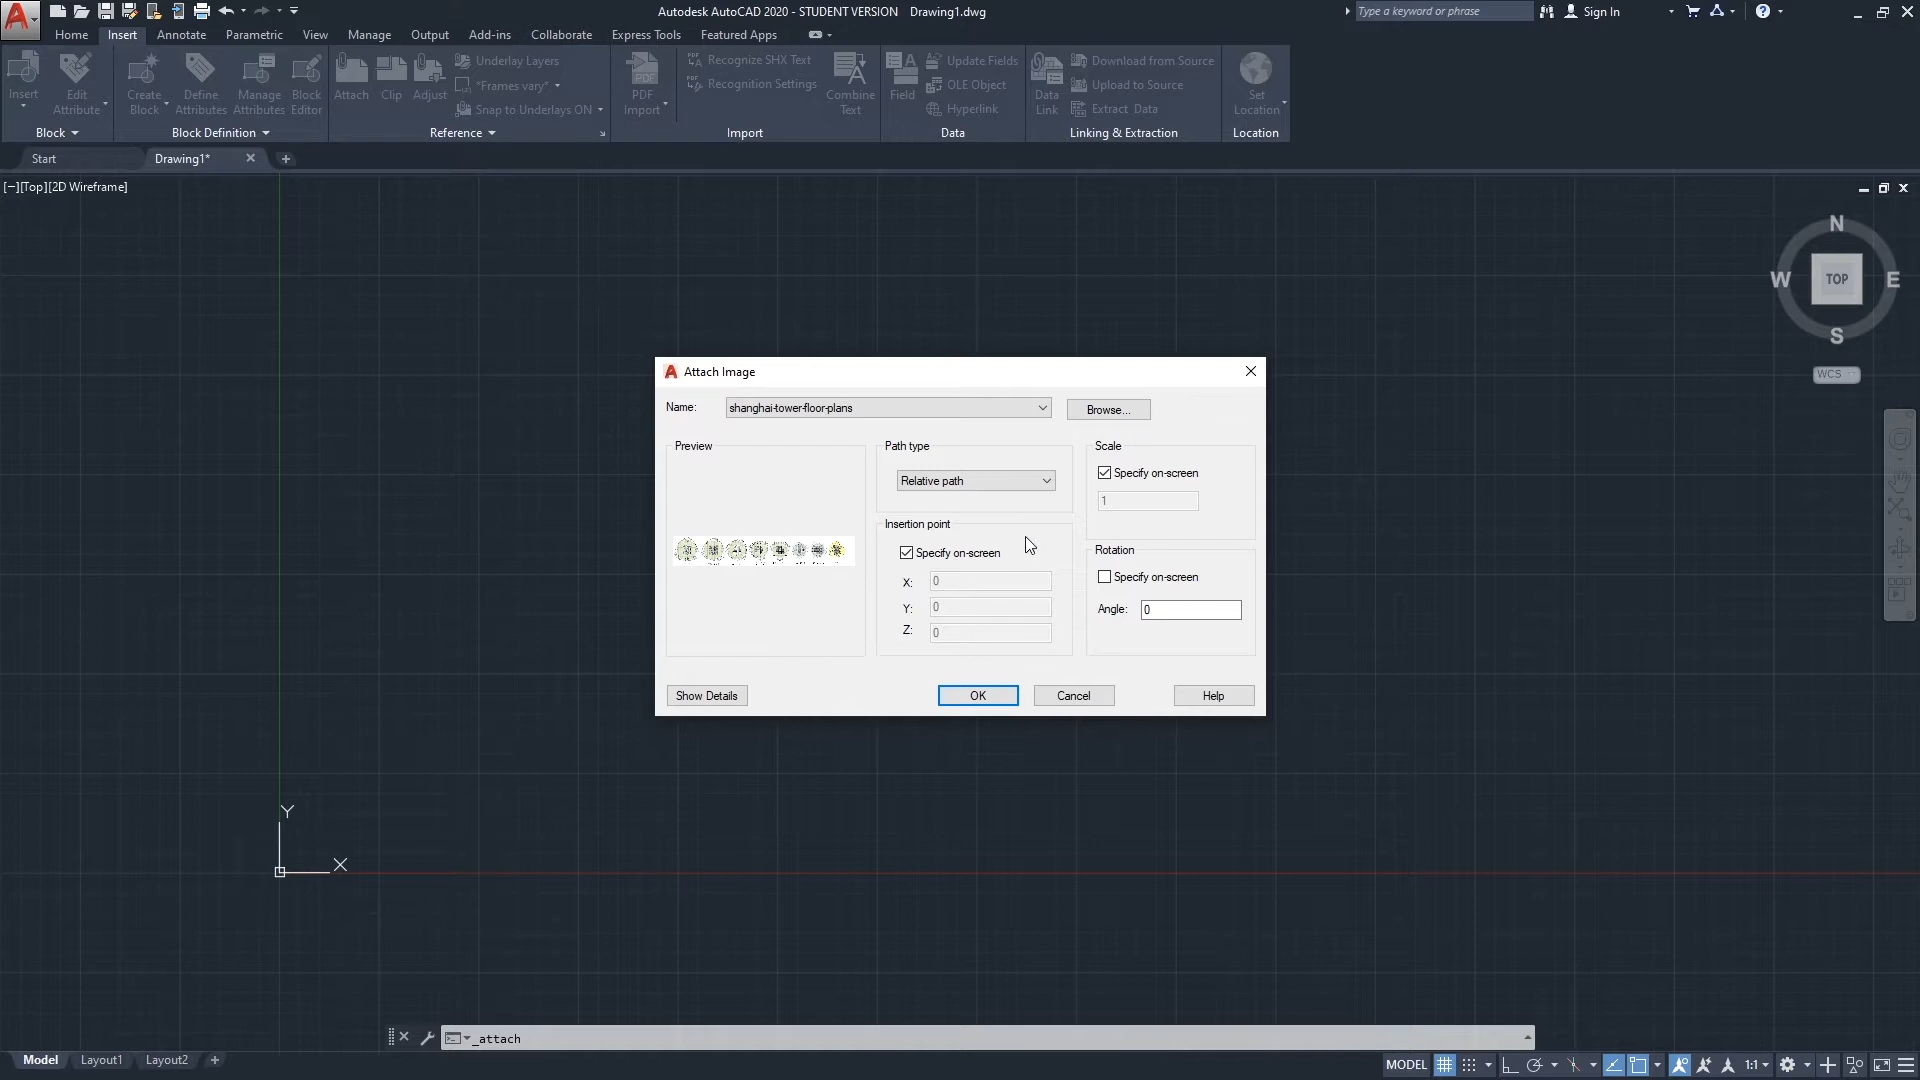 Autodesk AutoCAD 2020 - STUDENT VERSION Drawing1.dwg
Type a keyword or phrase
Sign In
Home Insert Annotate Parametric View Manage Output Add-ins Collaborate Express Tools Featured Apps
Insert
Edit Attribute
Create Block
Define Attributes
Manage Attributes
Block Editor
Attach
Clip
Adjust
Underlay Layers
*Frames vary*
Snap to Underlays ON
PDF
PDF Import
Recognize SHX Text
Recognition Settings
Combine Text
Field
Update Fields
OLE Object
Hyperlink
Data Link
Download from Source
Upload to Source
Extract Data
Set Location
Block
Block Definition
Reference
Import
Data
Linking & Extraction
Location
Start
Drawing1*
[−][Top][2D Wireframe]
N
W TOP E
S
WCS
Attach Image
Name: shanghai-tower-floor-plans Browse...
Preview
Path type
Relative path
Scale
Specify on-screen
1
Insertion point
Specify on-screen
X: 0
Y: 0
Z: 0
Rotation
Specify on-screen
Angle: 0
Show Details
OK
Cancel
Help
Y
X
_attach
Model Layout1 Layout2
MODEL
1:1